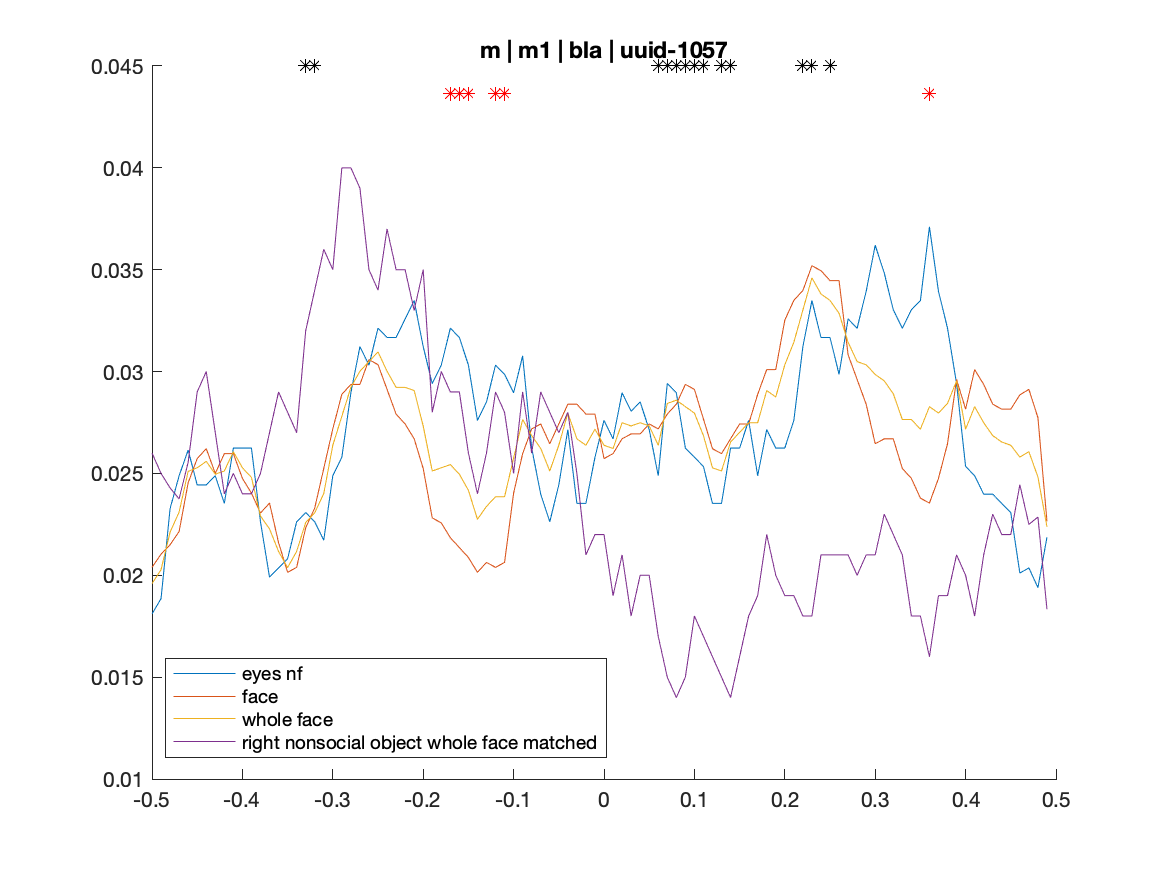 m | m1 | bla | uuid-1057
0.045
0.04
0.035
0.03
0.025
0.02
0.015
0.01
eyes nf
face
whole face
right nonsocial object whole face matched
-0.5 -0.4 -0.3 -0.2 -0.1 0 0.1 0.2 0.3 0.4 0.5